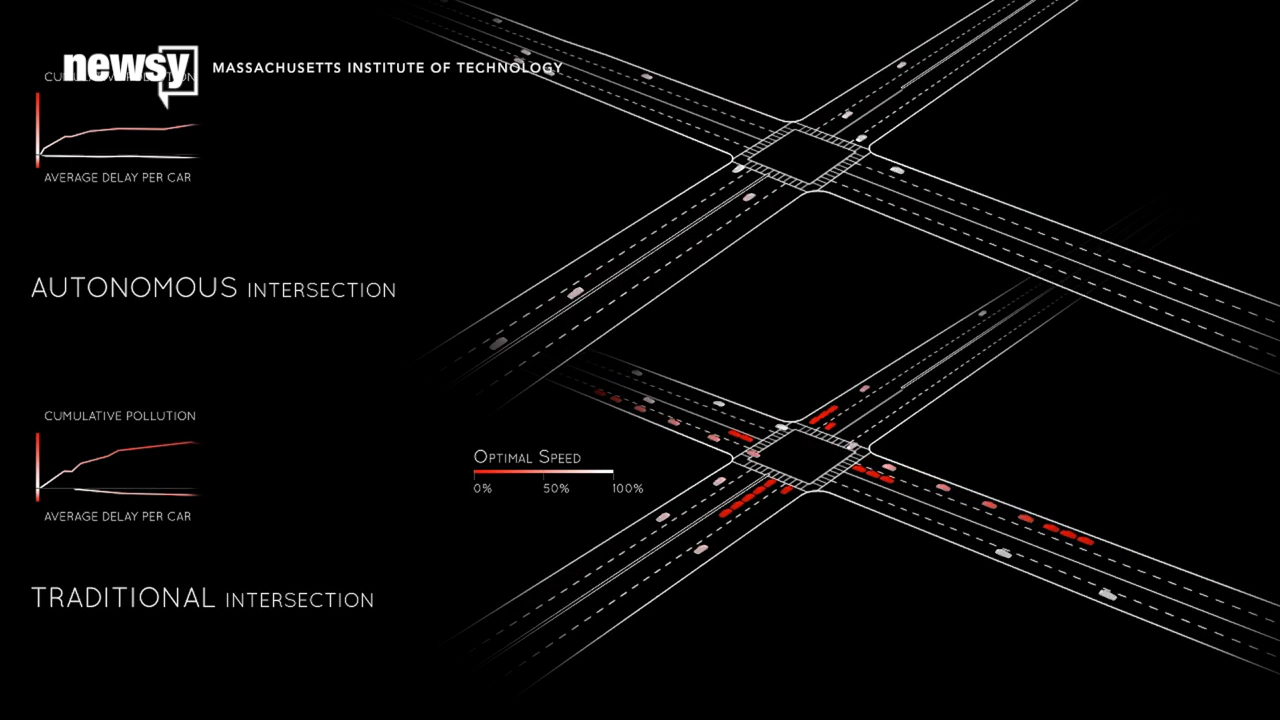 newsy
MASSACHUSETTS INSTITUTE OF TECHNOLOGY
AVERAGE DELAY PER CAR
AUTONOMOUS INTERSECTION
CUMULATIVE POLLUTION
OPTIMAL SPEED
0% 50% 100%
AVERAGE DELAY PER CAR
TRADITIONAL INTERSECTION